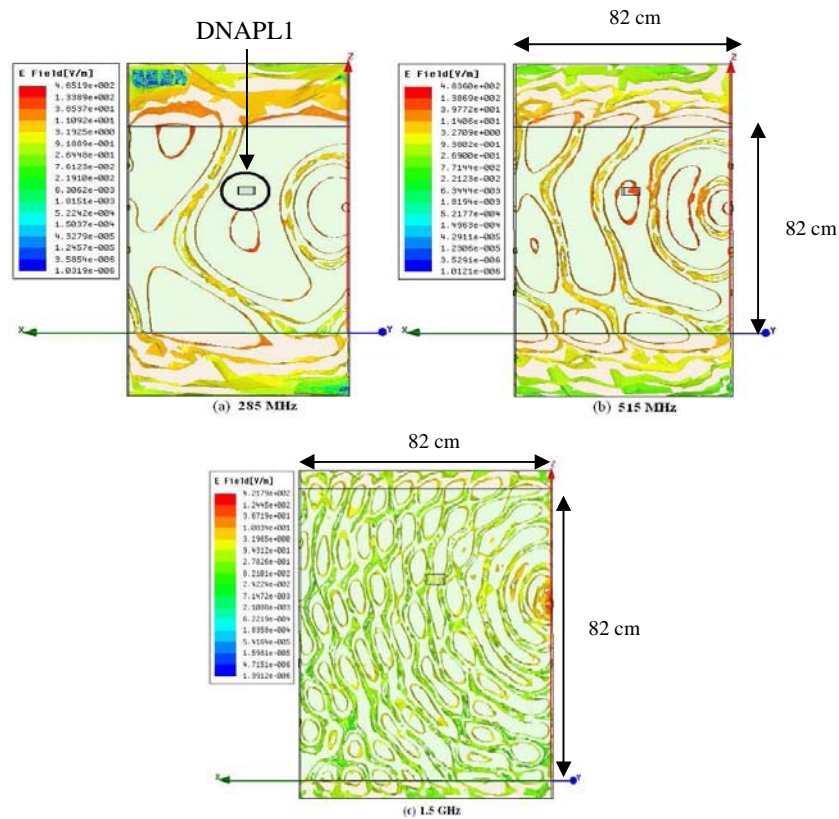 DNAPL1
82 cm
E Field[V/m]
4.6519e+002
1.3389e+002
3.8537e+001
1.1092e+001
3.1925e+000
9.1889e-001
2.6448e-001
7.6123e-002
2.1910e-002
6.3062e-003
1.8151e-003
5.2242e-004
1.5037e-004
4.3279e-005
1.2457e-005
3.5854e-006
1.0319e-006
Z
X
Y
(a) 285 MHz
E Field[V/m]
4.8360e+002
1.3869e+002
3.9772e+001
1.1406e+001
3.2709e+000
9.3802e-001
2.6900e-001
7.7144e-002
2.2123e-002
6.3444e-003
1.8194e-003
5.2177e-004
1.4963e-004
4.2911e-005
1.2306e-005
3.5291e-006
1.0121e-006
Z
82 cm
X
Y
(b) 515 MHz
82 cm
E Field[V/m]
4.2179e+002
1.2445e+002
3.6719e+001
1.0834e+001
3.1965e+000
9.4312e-001
2.7826e-001
8.2101e-002
2.4224e-002
7.1472e-003
2.1088e-003
6.2219e-004
1.8358e-004
5.4164e-005
1.5981e-005
4.7151e-006
1.3912e-006
Z
82 cm
X
Y
(c) 1.5 GHz